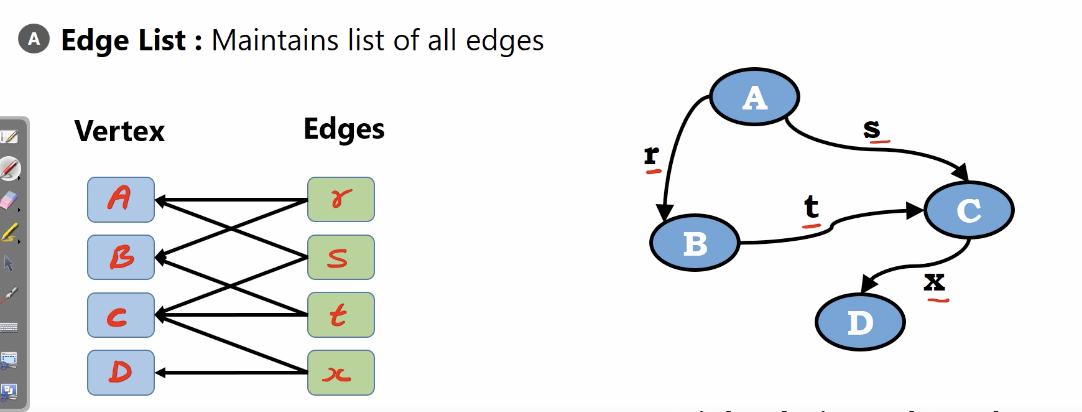 A Edge List : Maintains list of all edges
Vertex Edges
A r
B s
C t
D x
A
s
r
t
C
B
x
D